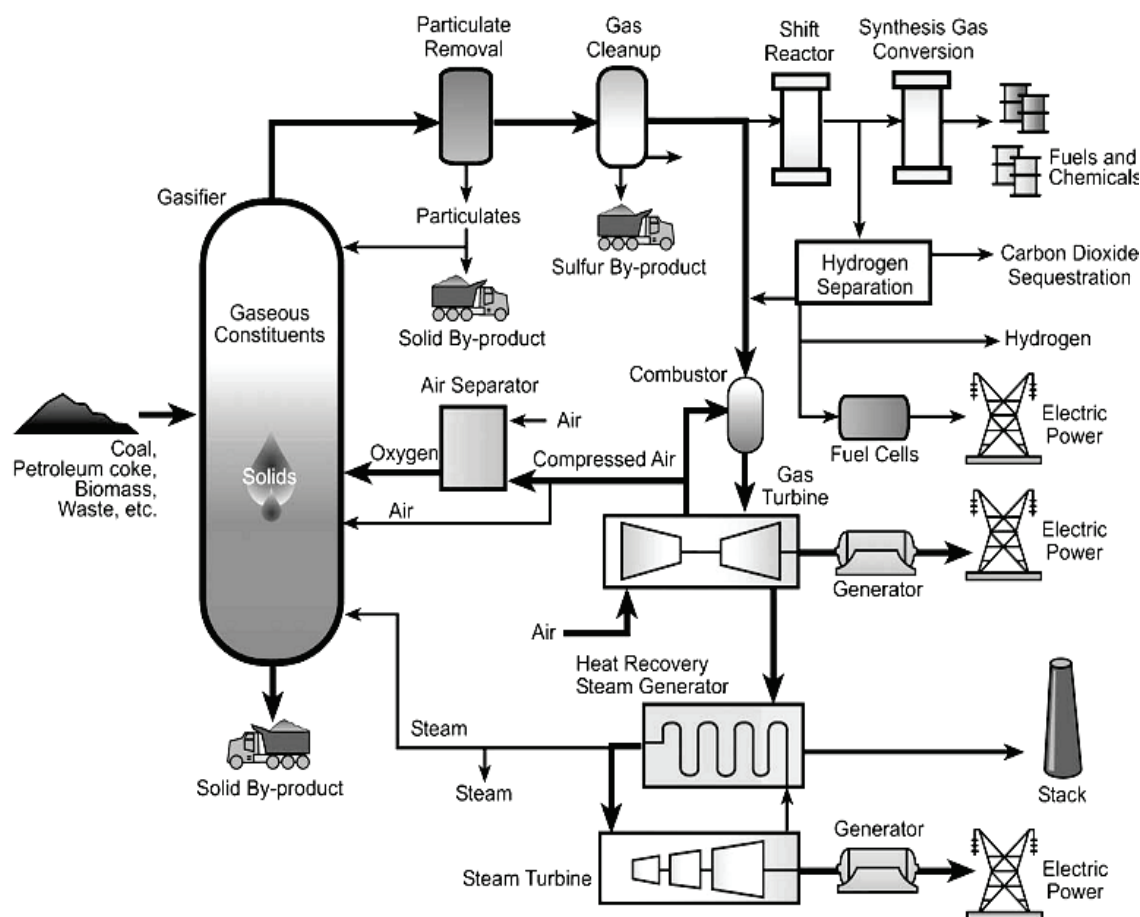 Particulate
Removal
Gas
Cleanup
Shift
Reactor
Synthesis Gas
Conversion
Fuels and
Chemicals
Gasifier
Particulates
Sulfur By-product
Solid By-product
Hydrogen
Separation
Carbon Dioxide
Sequestration
Gaseous
Constituents
Hydrogen
Combustor
Air Separator
Air
Electric
Power
Fuel Cells
Coal,
Petroleum coke,
Biomass,
Waste, etc.
Solids
Oxygen
Compressed Air
Air
Gas
Turbine
Electric
Power
Generator
Air
Heat Recovery
Steam Generator
Steam
Steam
Solid By-product
Stack
Generator
Steam Turbine
Electric
Power